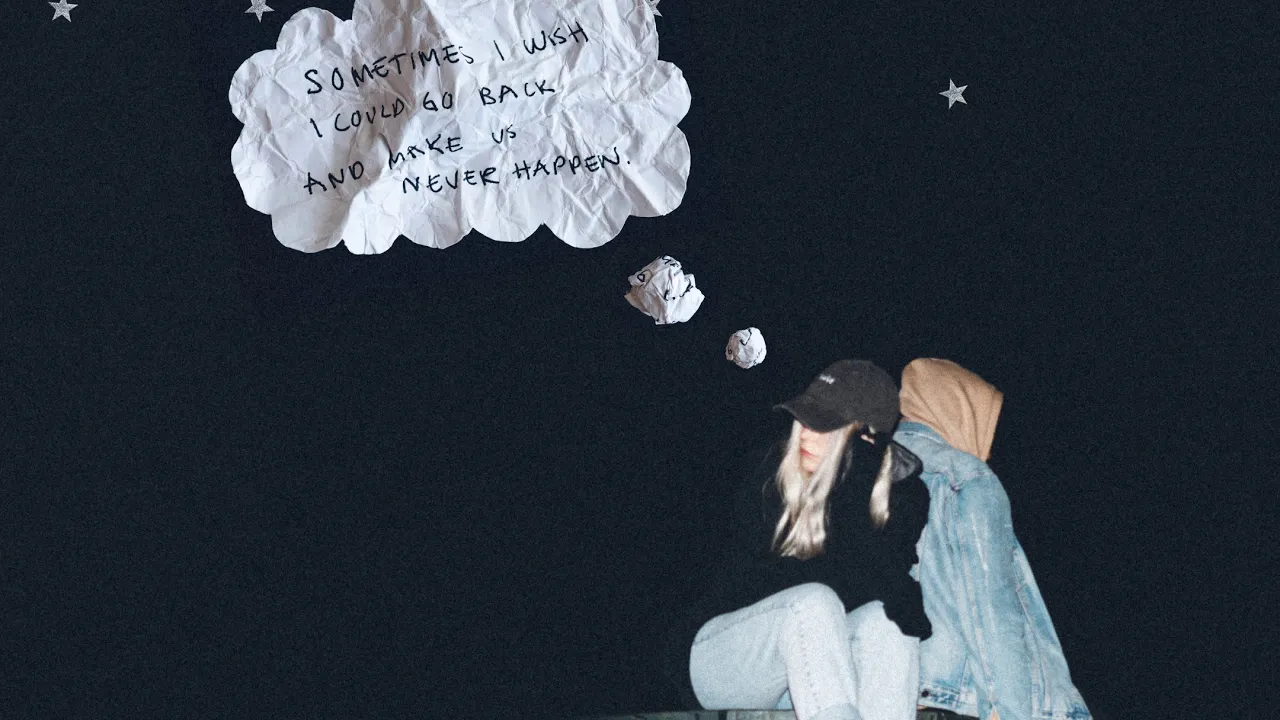 SOMETIMES I WISH
I COULD GO BACK
AND MAKE US
NEVER HAPPEN.